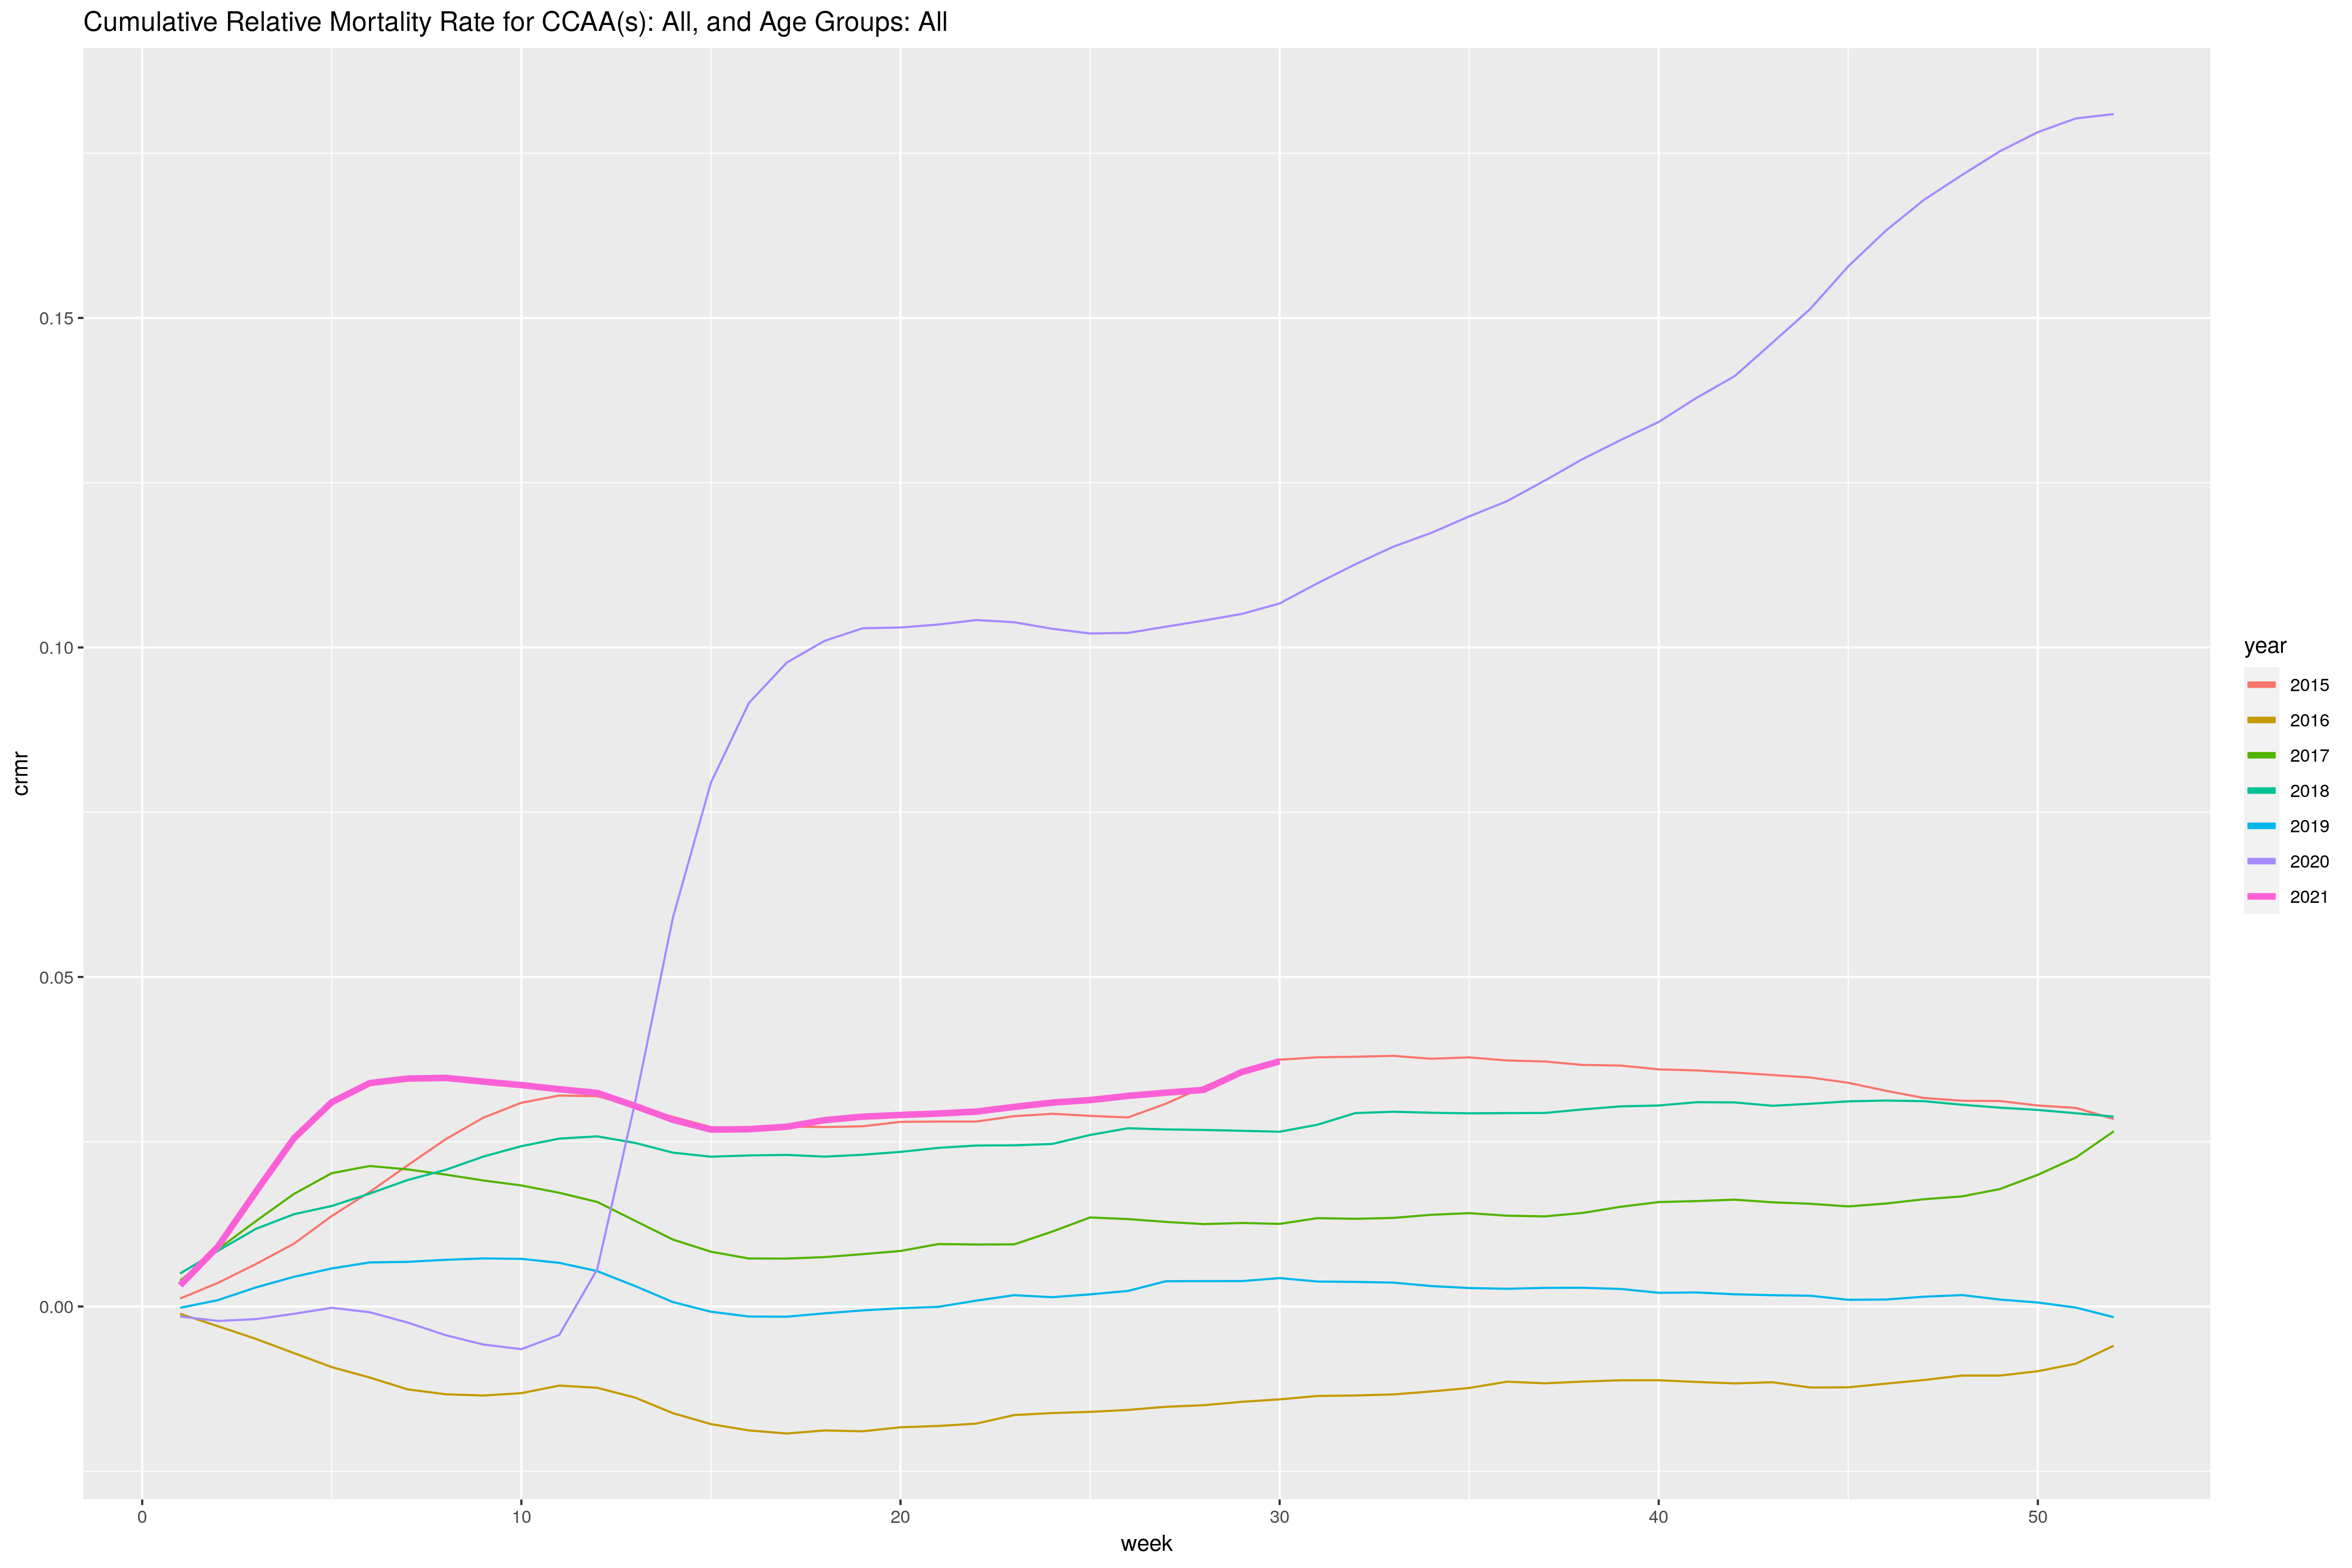 Cumulative Relative Mortality Rate for CCAA(s): All, and Age Groups: All
0.15
0.10
0.05
0.00
crmr
0 10 20 30 40 50
week
year
2015
2016
2017
2018
2019
2020
2021